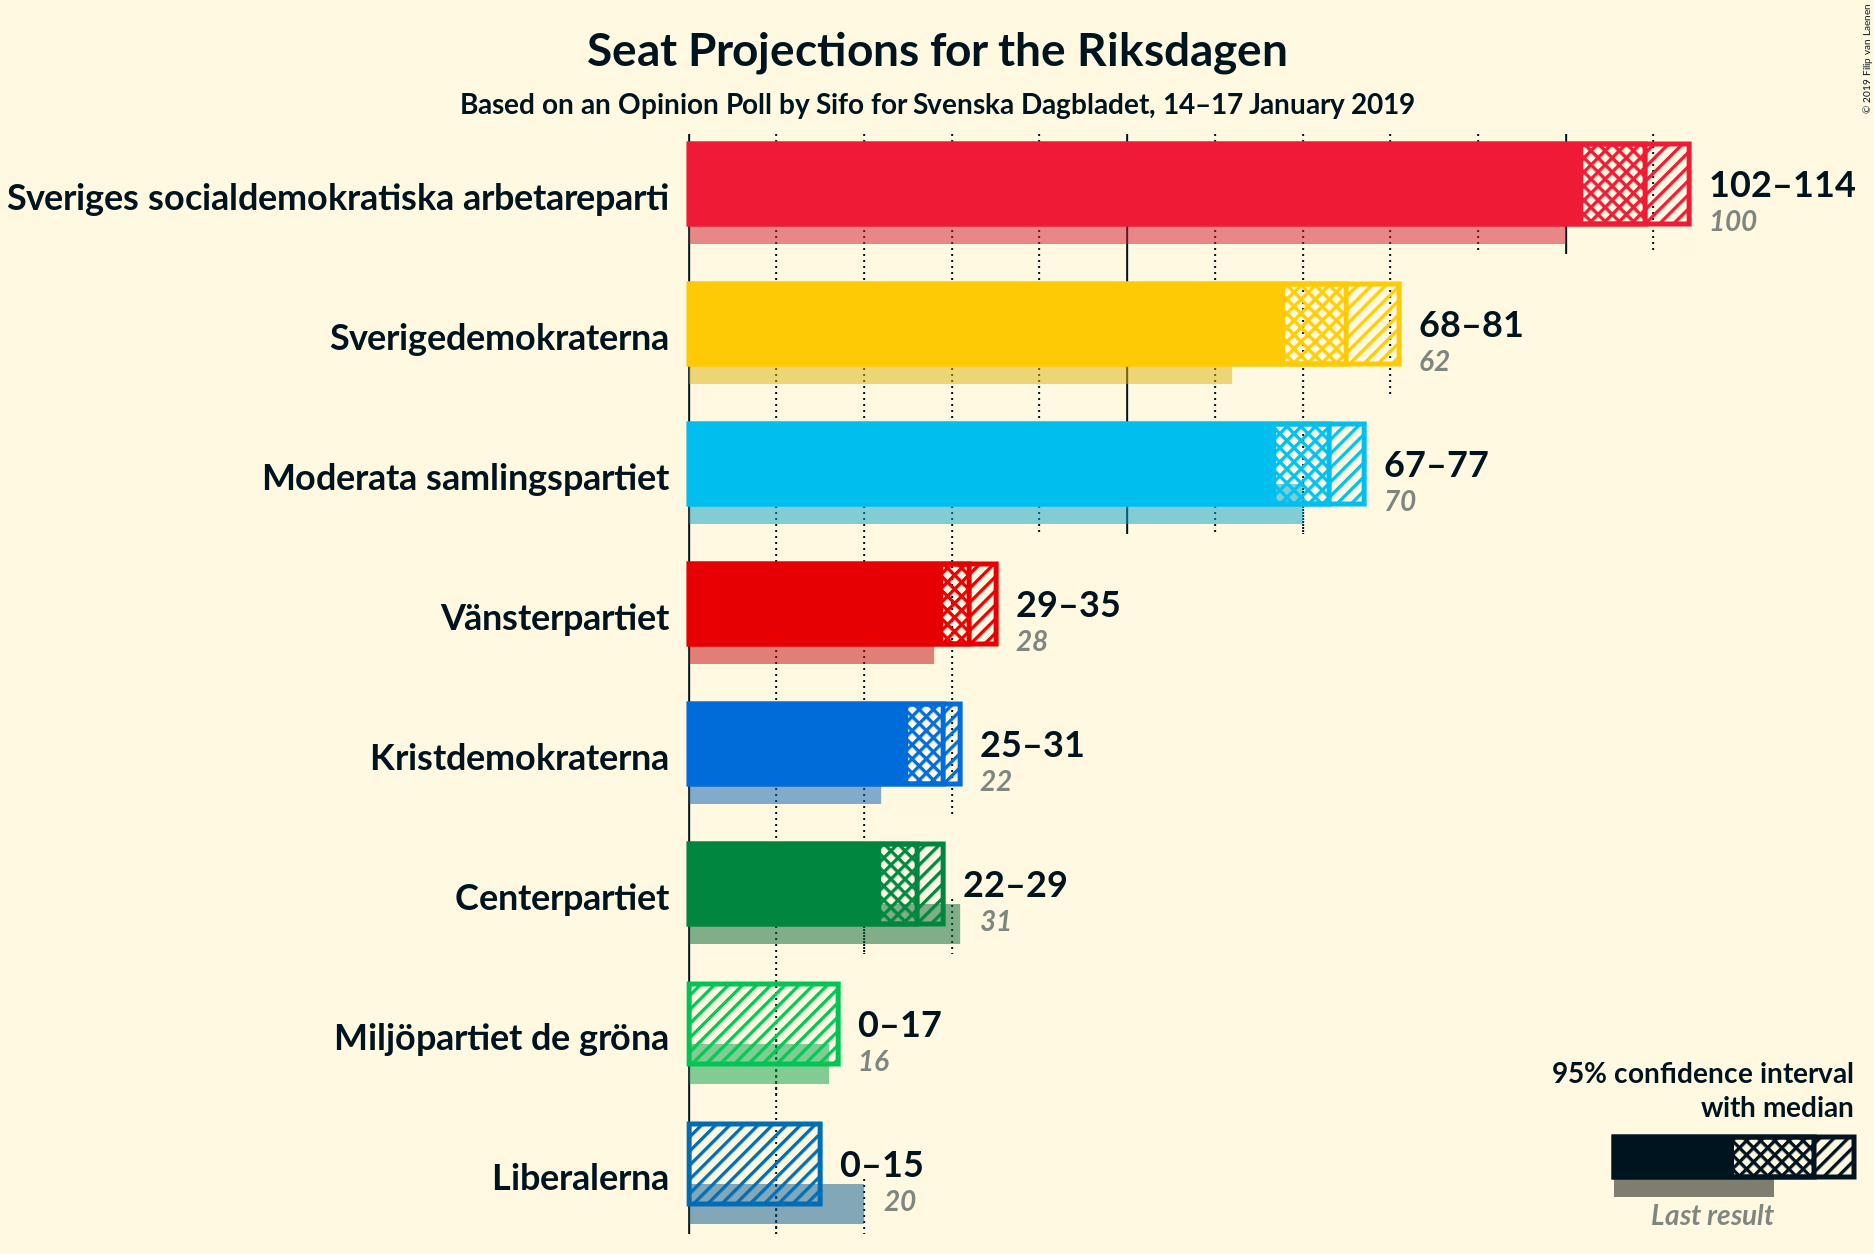 Seat Projections for the Riksdagen
Based on an Opinion Poll by Sifo for Svenska Dagbladet, 14–17 January 2019
© 2019 Filip van Laenen
Sveriges socialdemokratiska arbetareparti
102–114
100
Sverigedemokraterna
68–81
62
Moderata samlingspartiet
67–77
70
Vänsterpartiet
29–35
28
Kristdemokraterna
25–31
22
Centerpartiet
22–29
31
Miljöpartiet de gröna
0–17
16
Liberalerna
0–15
20
95% confidence interval
with median
Last result